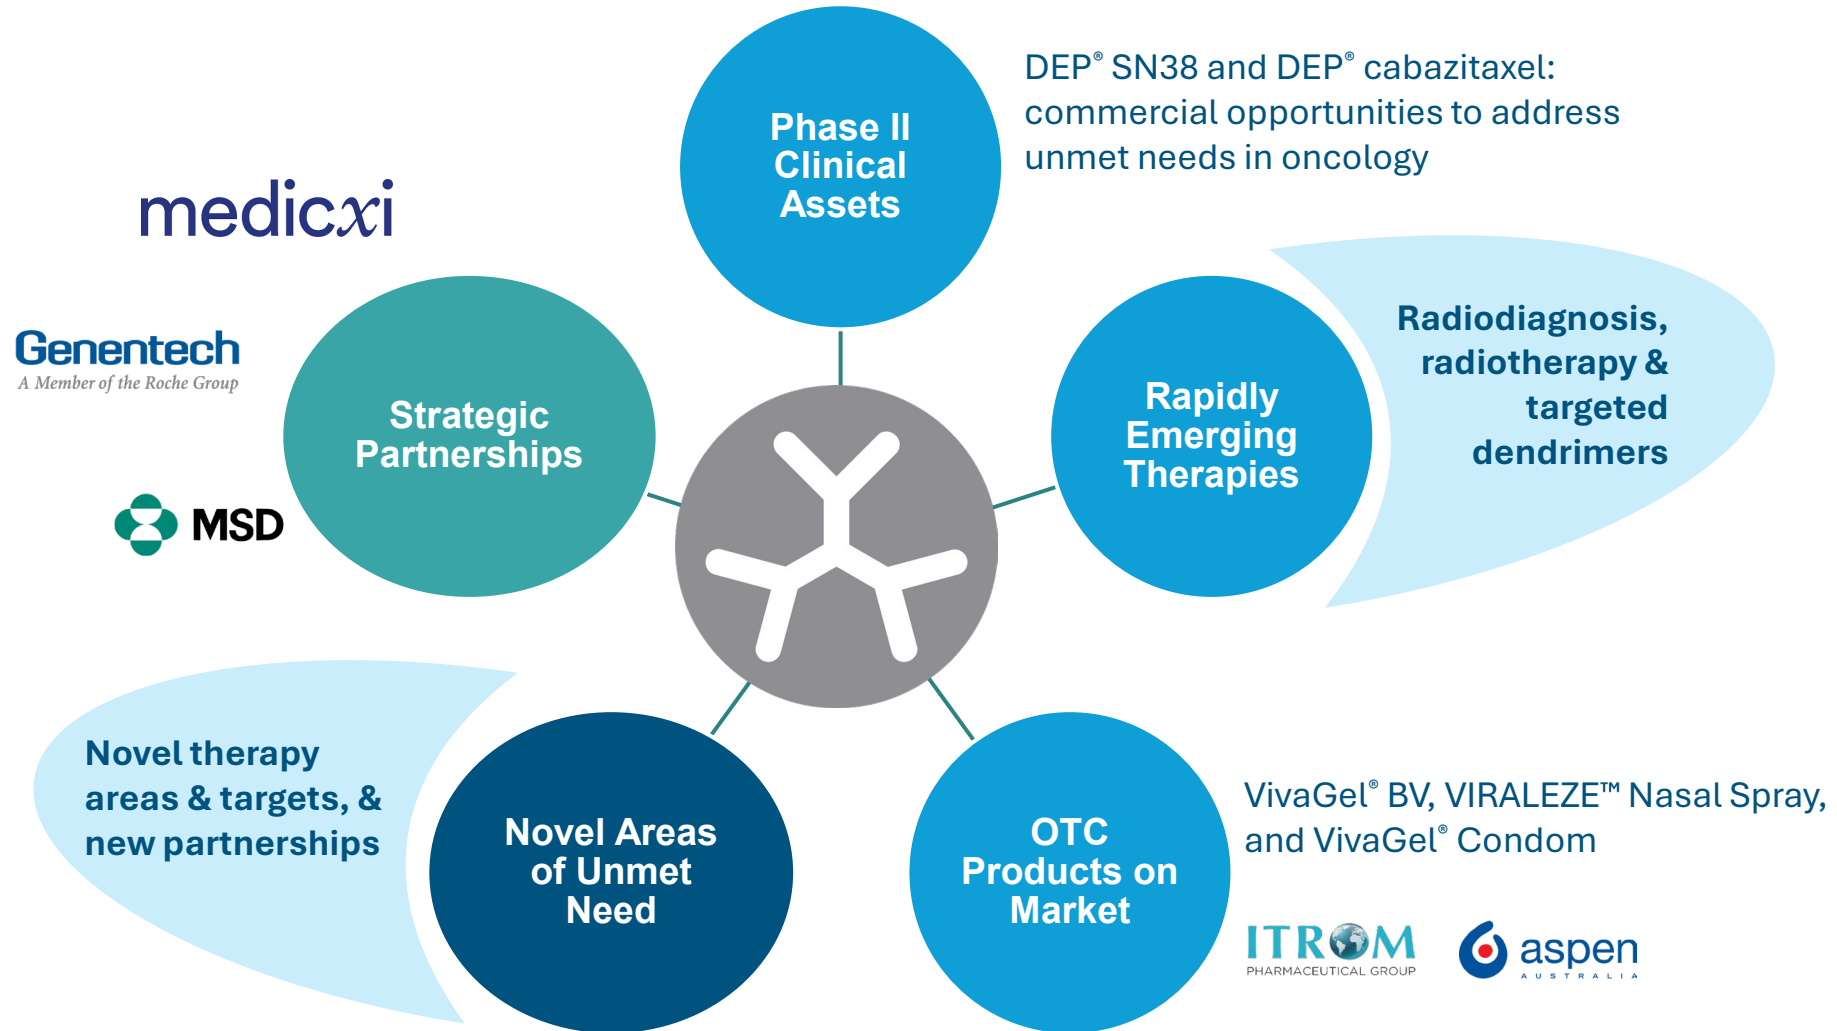 Phase II
Clinical
Assets
DEP® SN38 and DEP® cabazitaxel:
commercial opportunities to address
unmet needs in oncology
medicxi
Genentech
A Member of the Roche Group
MSD
Strategic
Partnerships
Rapidly
Emerging
Therapies
Radiodiagnosis,
radiotherapy &
targeted
dendrimers
Novel therapy
areas & targets, &
new partnerships
Novel Areas
of Unmet
Need
OTC
Products on
Market
VivaGel® BV, VIRALEZE™ Nasal Spray,
and VivaGel® Condom
ITROM
PHARMACEUTICAL GROUP
aspen
AUSTRALIA